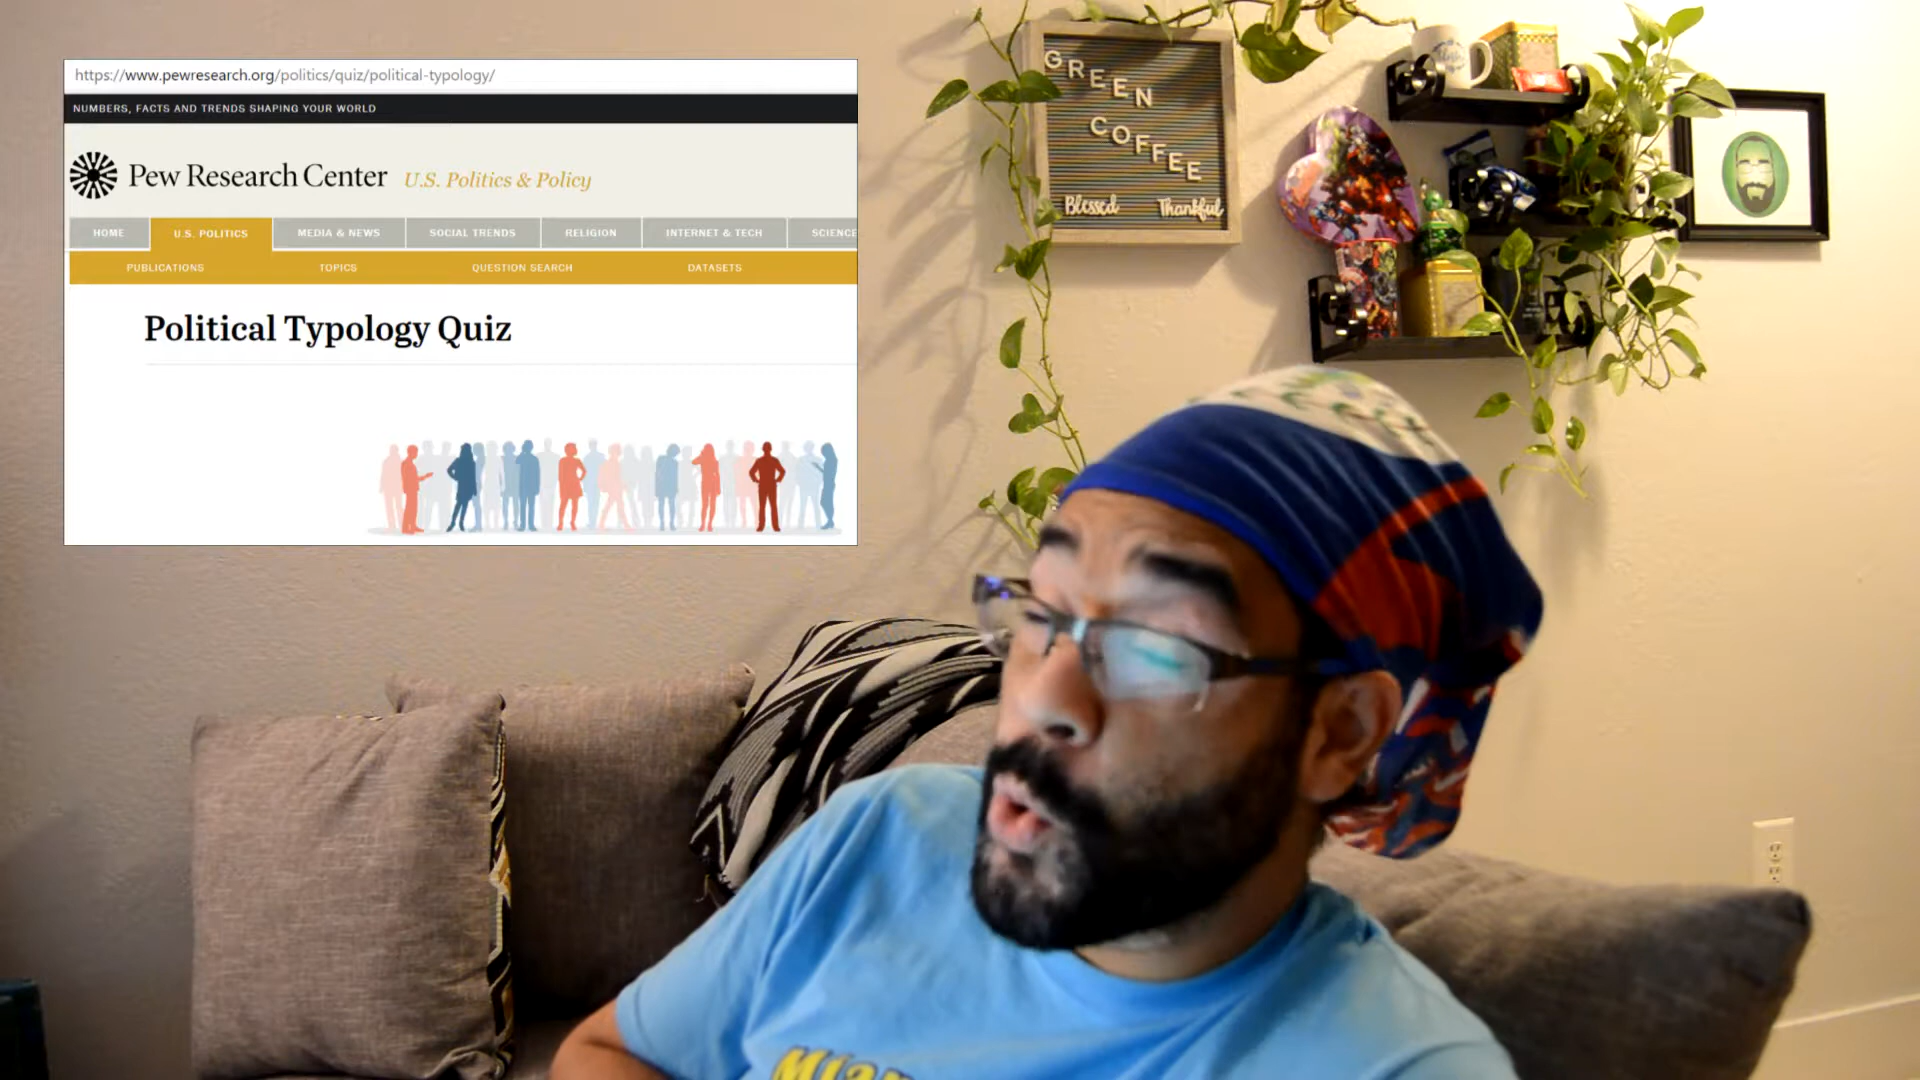 https://www.pewresearch.org/politics/quiz/political-typology/
NUMBERS, FACTS AND TRENDS SHAPING YOUR WORLD
Pew Research Center U.S. Politics & Policy
HOME U.S. POLITICS MEDIA & NEWS SOCIAL TRENDS RELIGION INTERNET & TECH SCIENCE
PUBLICATIONS TOPICS QUESTION SEARCH DATASETS
Political Typology Quiz
GREEN
COFFEE
Blessed Thankful